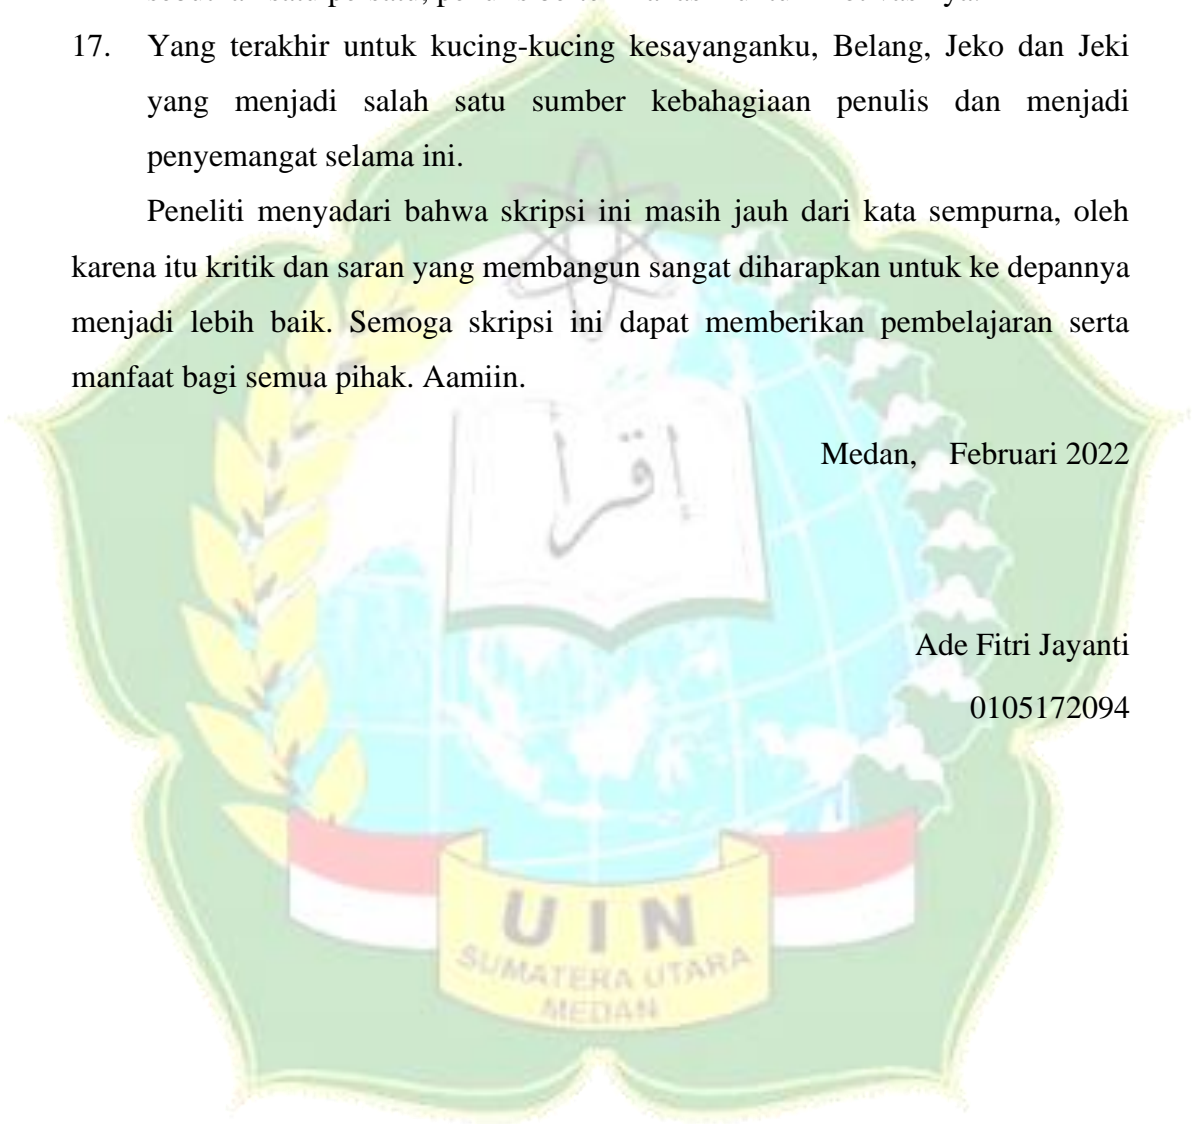 17. Yang terakhir untuk kucing-kucing kesayanganku, Belang, Jeko dan Jeki
yang menjadi salah satu sumber kebahagiaan penulis dan menjadi
penyemangat selama ini.
Peneliti menyadari bahwa skripsi ini masih jauh dari kata sempurna, oleh
karena itu kritik dan saran yang membangun sangat diharapkan untuk ke depannya
menjadi lebih baik. Semoga skripsi ini dapat memberikan pembelajaran serta
manfaat bagi semua pihak. Aamiin.
Medan, Februari 2022
إقرأ
Ade Fitri Jayanti
0105172094
UIN
SUMATERA UTARA
MEDAN